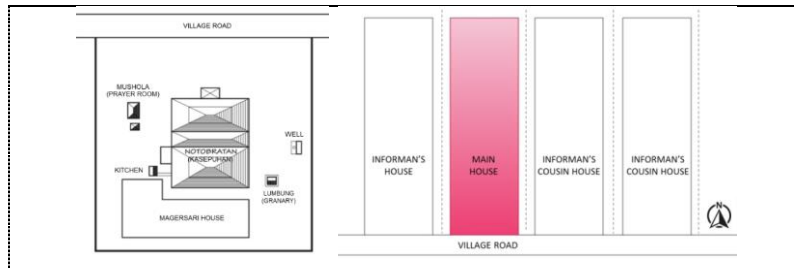 VILLAGE ROAD
MUSHOLA
(PRAYER ROOM)
WELL
NOTOBRATAN
(KASEPUHAN)
KITCHEN
LUMBUNG
(GRANARY)
MAGERSARI HOUSE
INFORMAN'S
HOUSE
MAIN
HOUSE
INFORMAN'S
COUSIN HOUSE
INFORMAN'S
COUSIN HOUSE
N
VILLAGE ROAD